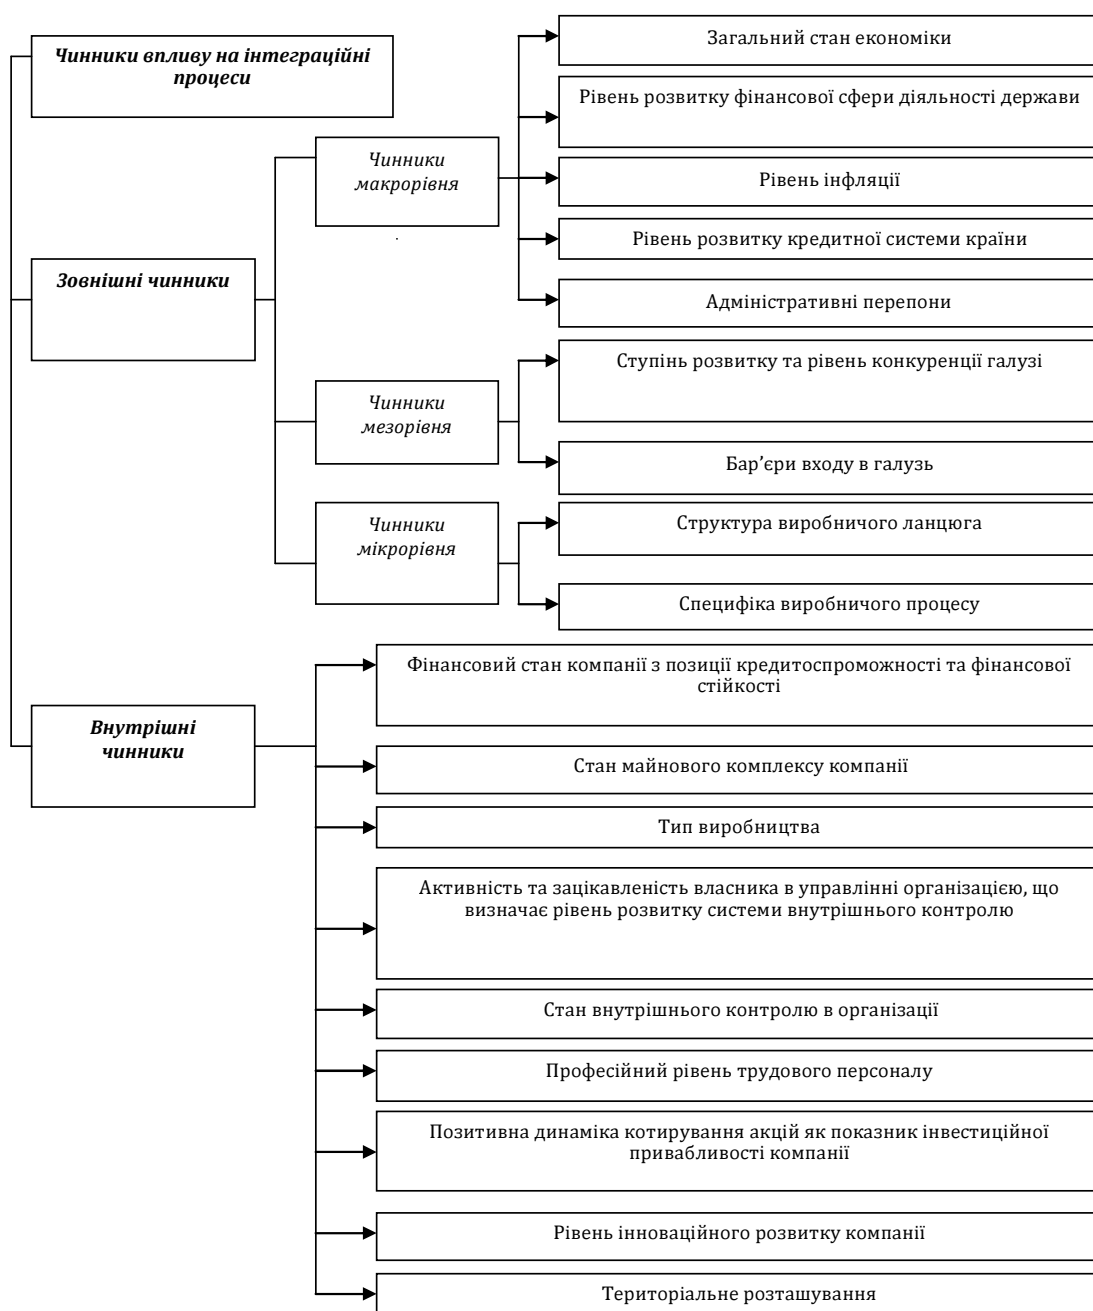 Чинники впливу на інтеграційні
процеси
Зовнішні чинники
Чинники
макрорівня
Загальний стан економіки
Рівень розвитку фінансової сфери діяльності держави
Рівень інфляції
Рівень розвитку кредитної системи країни
Адміністративні перепони
Чинники
мезорівня
Ступінь розвитку та рівень конкуренції галузі
Бар’єри входу в галузь
Чинники
мікрорівня
Структура виробничого ланцюга
Специфіка виробничого процесу
Внутрішні
чинники
Фінансовий стан компанії з позиції кредитоспроможності та фінансової
стійкості
Стан майнового комплексу компанії
Тип виробництва
Активність та зацікавленість власника в управлінні організацією, що
визначає рівень розвитку системи внутрішнього контролю
Стан внутрішнього контролю в організації
Професійний рівень трудового персоналу
Позитивна динаміка котирування акцій як показник інвестиційної
привабливості компанії
Рівень інноваційного розвитку компанії
Територіальне розташування